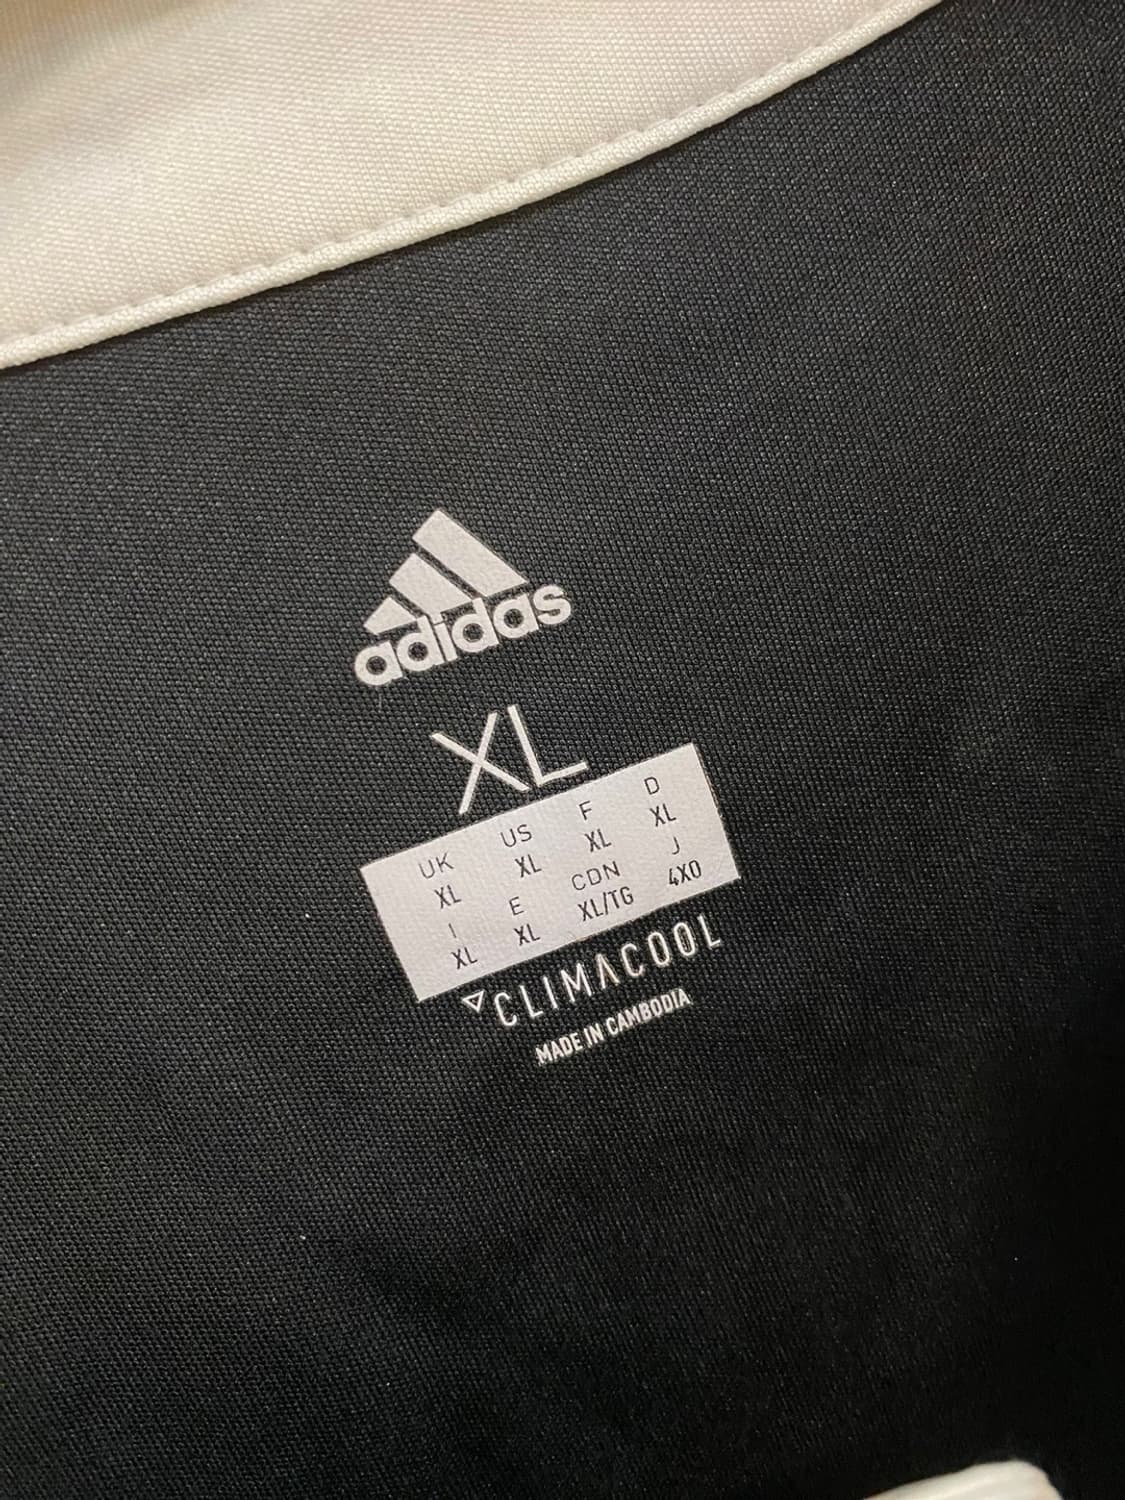 adidas
XL
UK US F D
XL XL XL XL
I E CDN J
XL XL XL/TG 4XO
CLIMACOOL
MADE IN CAMBODIA